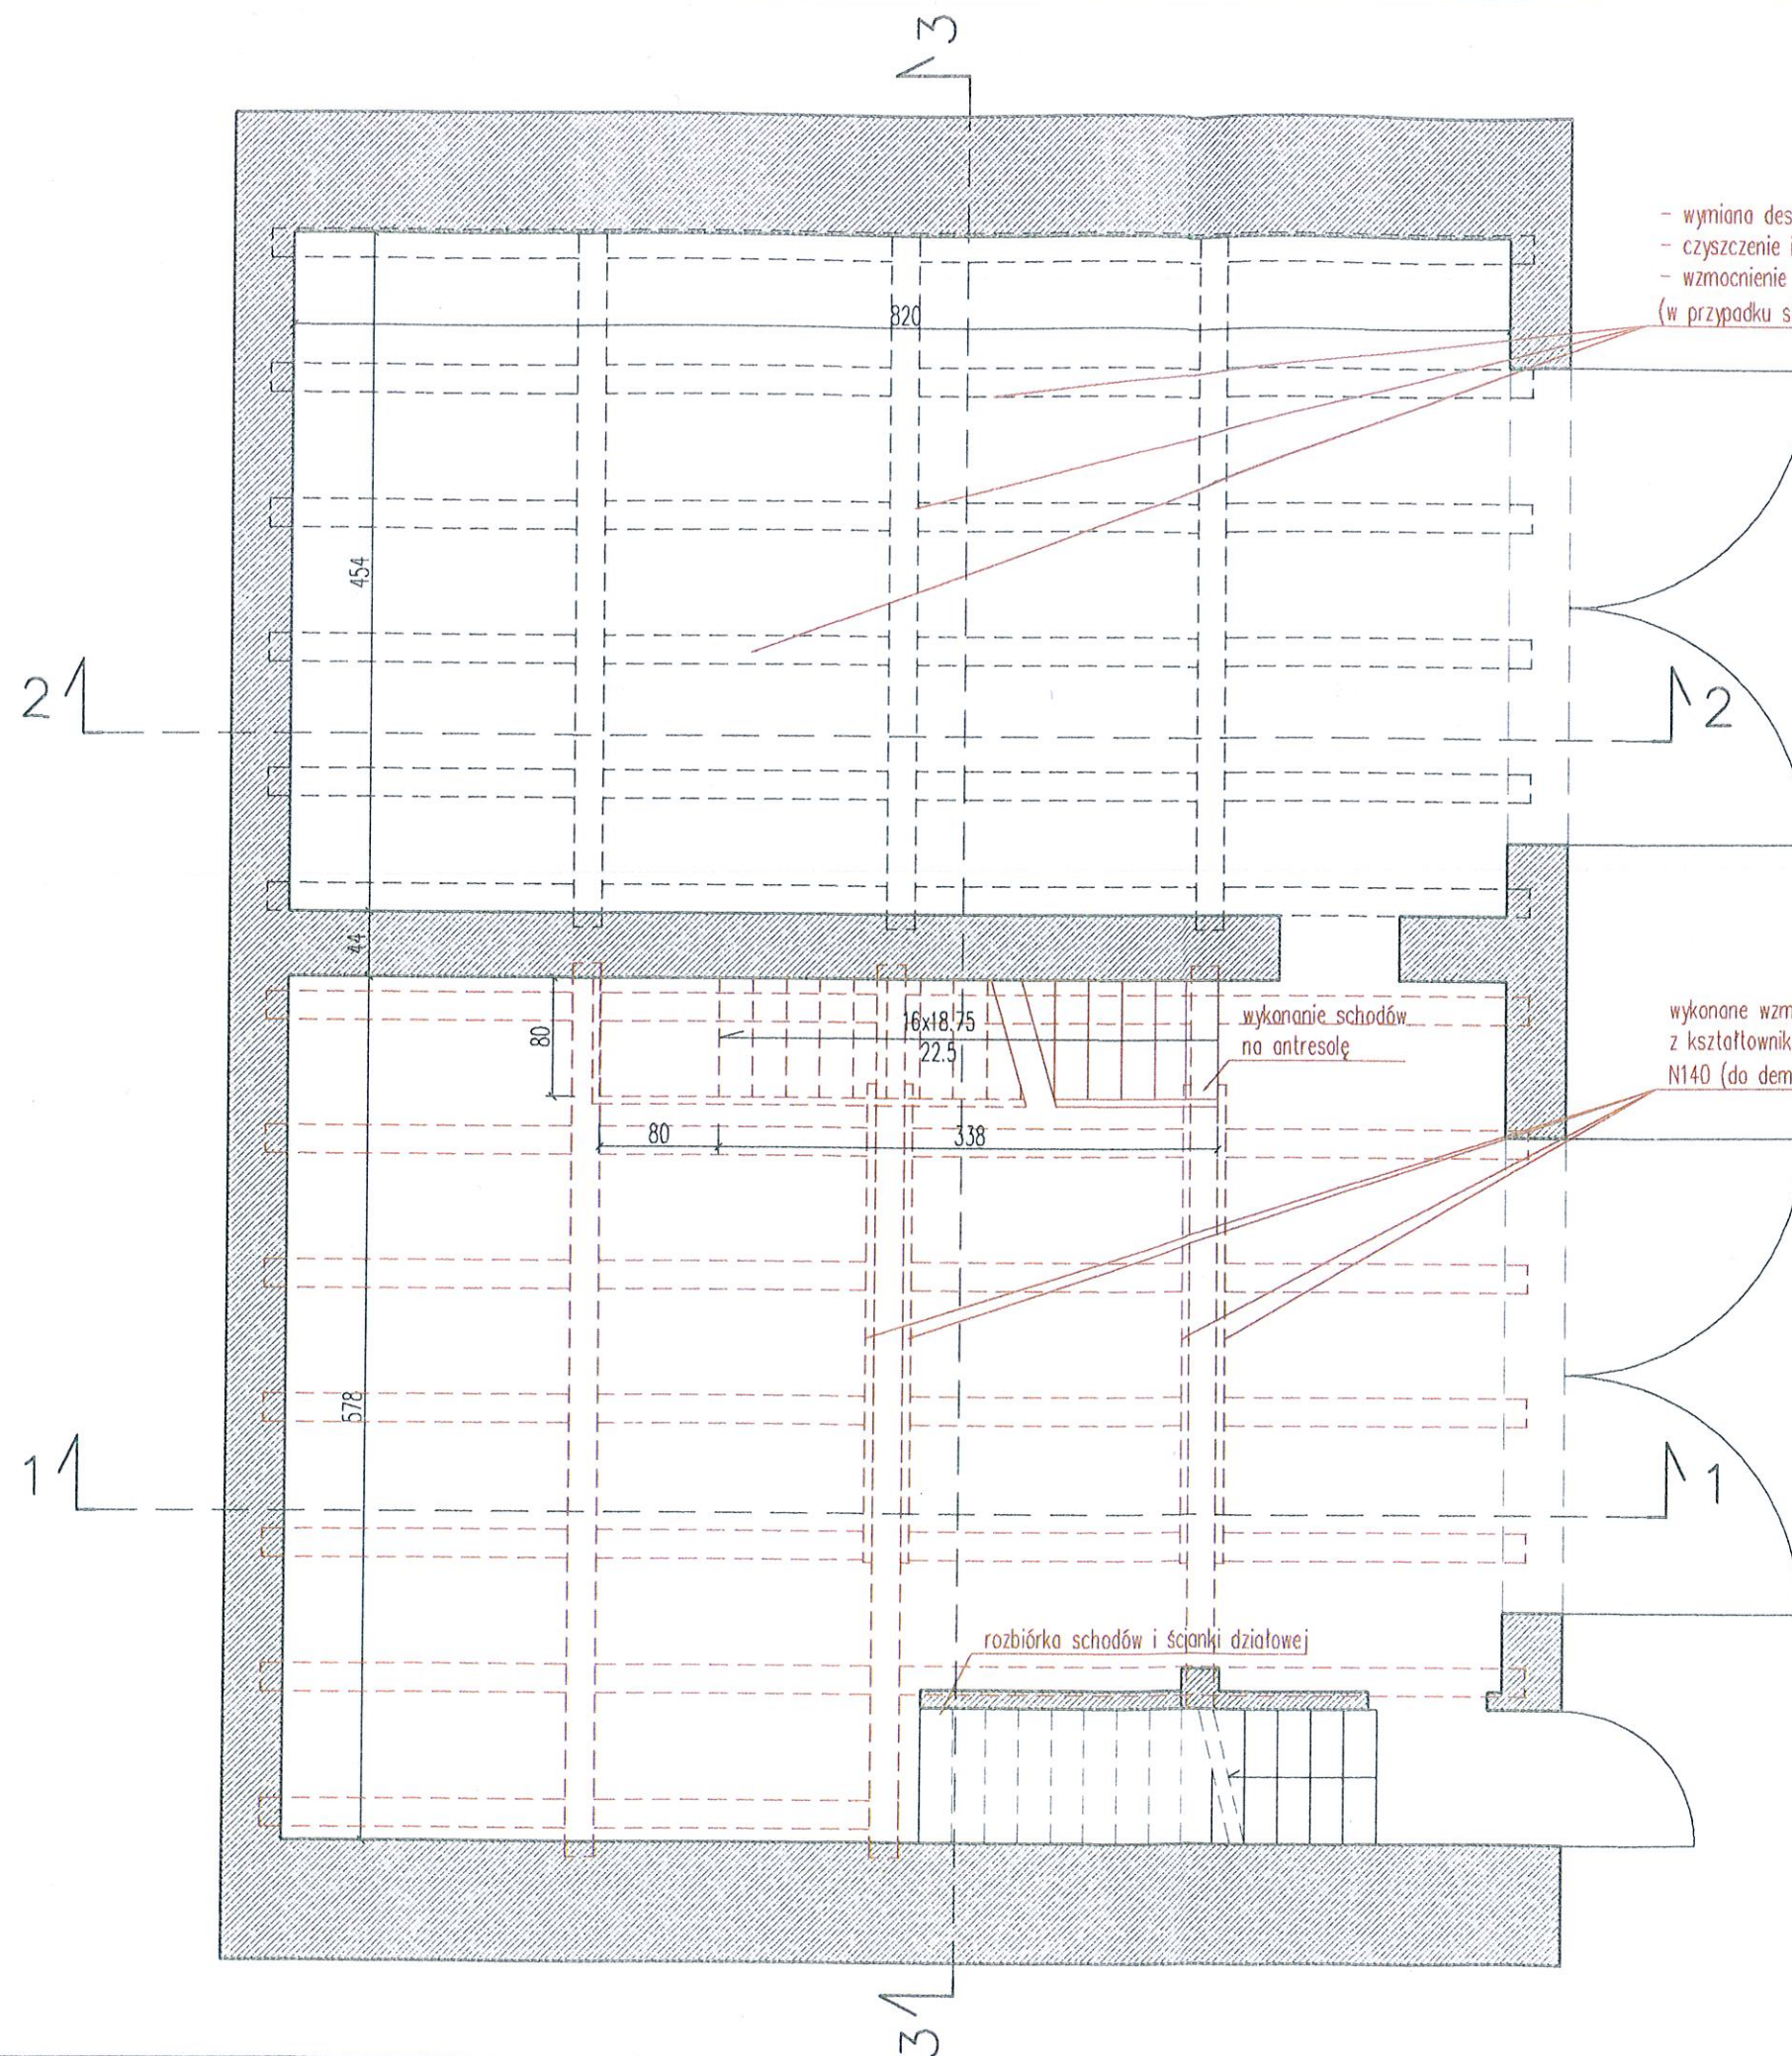 3
- wymiana des
- czyszczenie i
- wzmocnienie
(w przypadku s
820
454
2
2
44
80
16x18,75
22.5
wykonanie schodów
na antresolę
wykonane wzm
z kształtownik
N140 (do dem
80
338
578
1
1
rozbiórka schodów i ścianki działowej
3